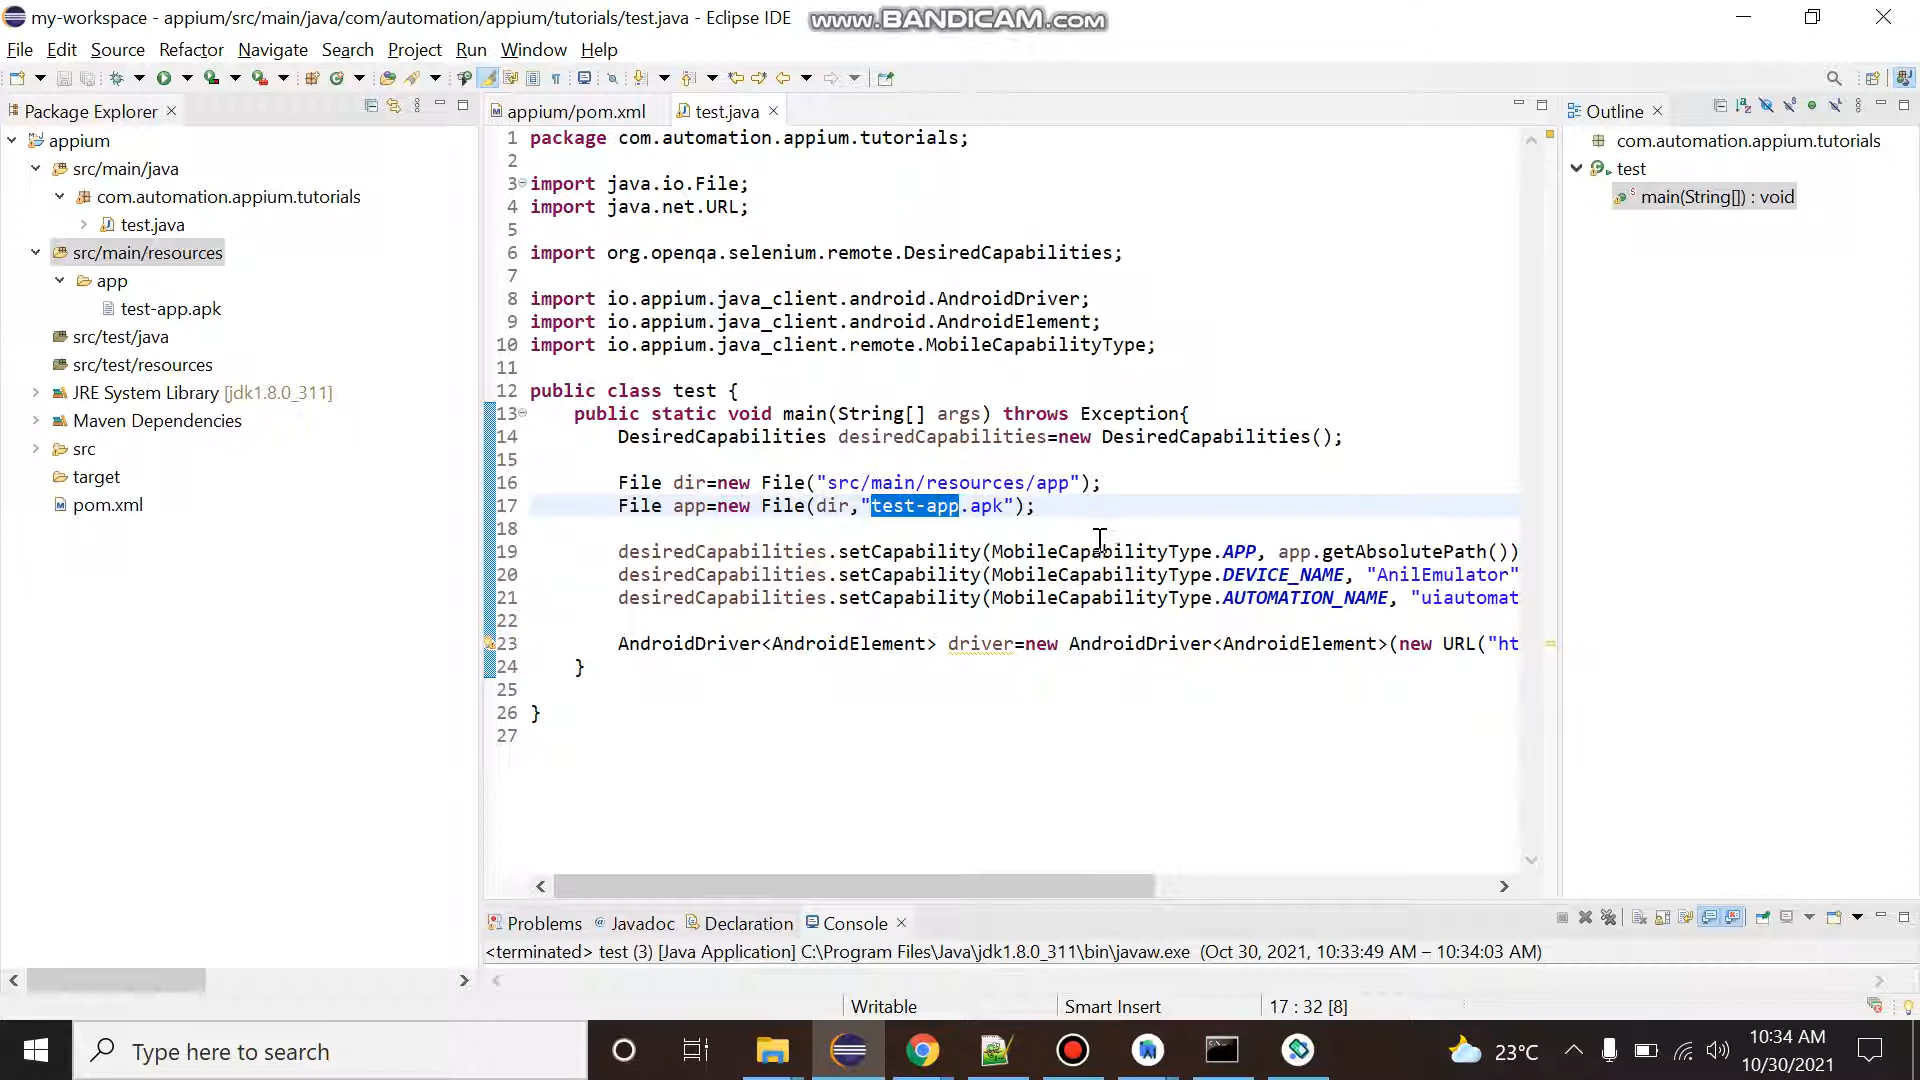 my-workspace - appium/src/main/java/com/automation/appium/tutorials/test.java - Eclipse IDE
www.BANDICAM.com
File Edit Source Refactor Navigate Search Project Run Window Help
Package Explorer
appium
src/main/java
com.automation.appium.tutorials
test.java
src/main/resources
app
test-app.apk
src/test/java
src/test/resources
JRE System Library [jdk1.8.0_311]
Maven Dependencies
src
target
pom.xml
appium/pom.xml test.java
1 package com.automation.appium.tutorials;
2
3 import java.io.File;
4 import java.net.URL;
5
6 import org.openqa.selenium.remote.DesiredCapabilities;
7
8 import io.appium.java_client.android.AndroidDriver;
9 import io.appium.java_client.android.AndroidElement;
10 import io.appium.java_client.remote.MobileCapabilityType;
11
12 public class test {
13 public static void main(String[] args) throws Exception{
14 DesiredCapabilities desiredCapabilities=new DesiredCapabilities();
15
16 File dir=new File("src/main/resources/app");
17 File app=new File(dir,"test-app.apk");
18
19 desiredCapabilities.setCapability(MobileCapabilityType.APP, app.getAbsolutePath())
20 desiredCapabilities.setCapability(MobileCapabilityType.DEVICE_NAME, "AnilEmulator"
21 desiredCapabilities.setCapability(MobileCapabilityType.AUTOMATION_NAME, "uiautomat
22
23 AndroidDriver<AndroidElement> driver=new AndroidDriver<AndroidElement>(new URL("ht
24 }
25
26 }
27
Outline
com.automation.appium.tutorials
test
main(String[]) : void
Problems @ Javadoc Declaration Console
<terminated> test (3) [Java Application] C:\Program Files\Java\jdk1.8.0_311\bin\javaw.exe (Oct 30, 2021, 10:33:49 AM – 10:34:03 AM)
Writable Smart Insert 17 : 32 [8]
Type here to search
23°C
10:34 AM
10/30/2021